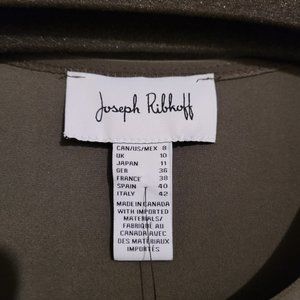 Joseph Ribkoff
CAN/US/MEX 8
UK 10
JAPAN 11
GER 36
FRANCE 38
SPAIN 40
ITALY 42
MADE IN CANADA
WITH IMPORTED
MATERIALS/
FABRIQUÉ AU
CANADA AVEC
DES MATÉRIAUX
IMPORTÉS